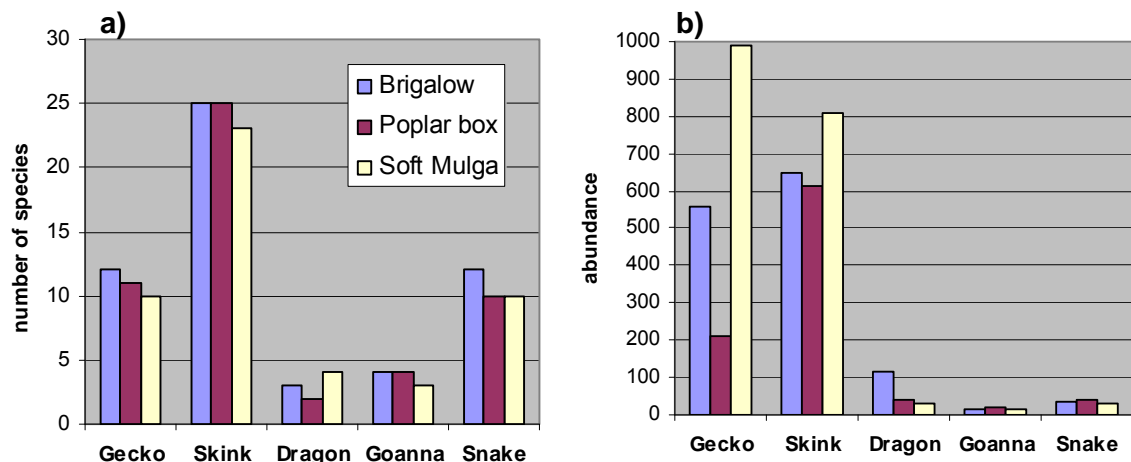 a)
number of species
30
25
20
15
10
5
0
Brigalow
Poplar box
Soft Mulga
Gecko Skink Dragon Goanna Snake
b)
abundance
1000
900
800
700
600
500
400
300
200
100
0
Gecko Skink Dragon Goanna Snake